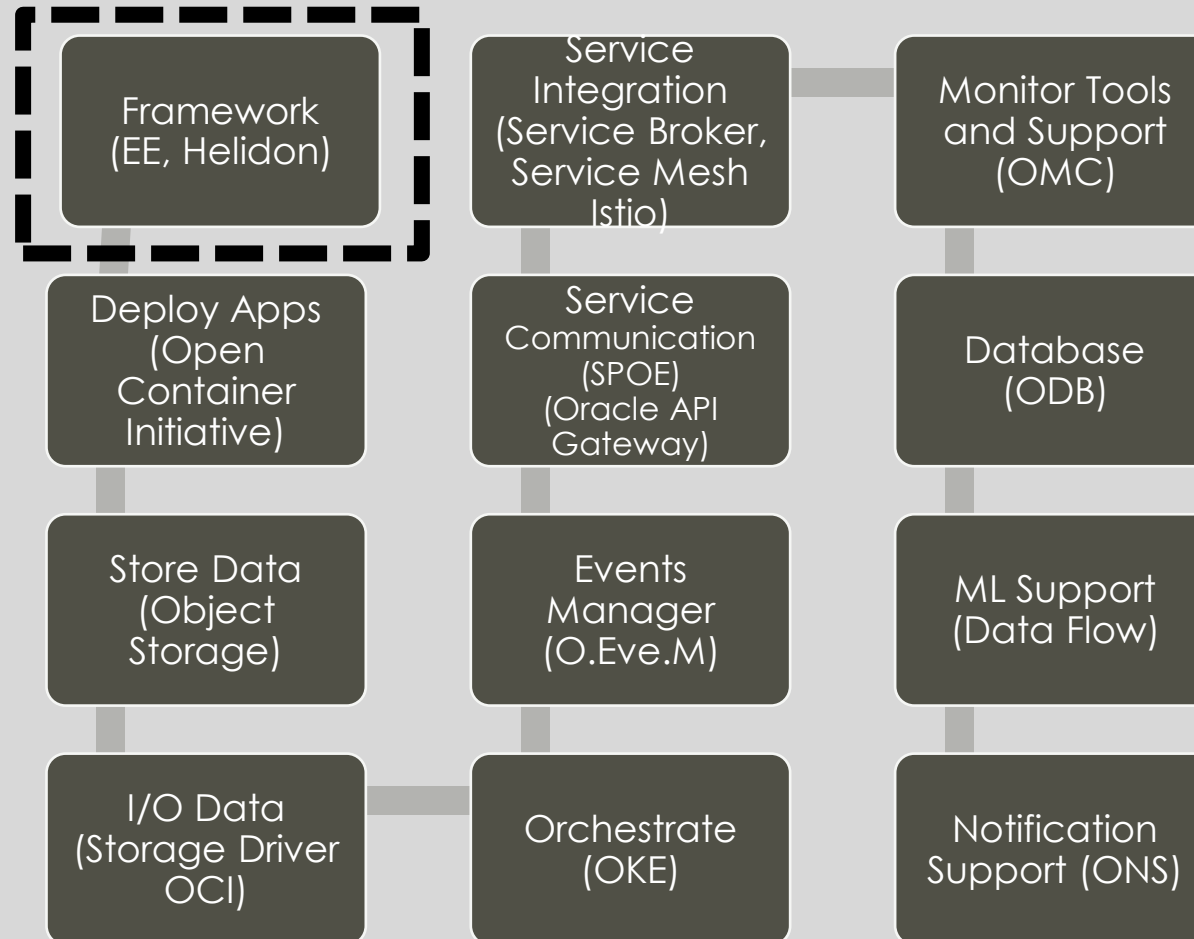 Framework
(EE, Helidon)
Deploy Apps
(Open
Container
Initiative)
Store Data
(Object
Storage)
I/O Data
(Storage Driver
OCI)
Orchestrate
(OKE)
Events
Manager
(O.Eve.M)
Service
Communication
(SPOE)
(Oracle API
Gateway)
Service
Integration
(Service Broker,
Service Mesh
Istio)
Monitor Tools
and Support
(OMC)
Database
(ODB)
ML Support
(Data Flow)
Notification
Support (ONS)